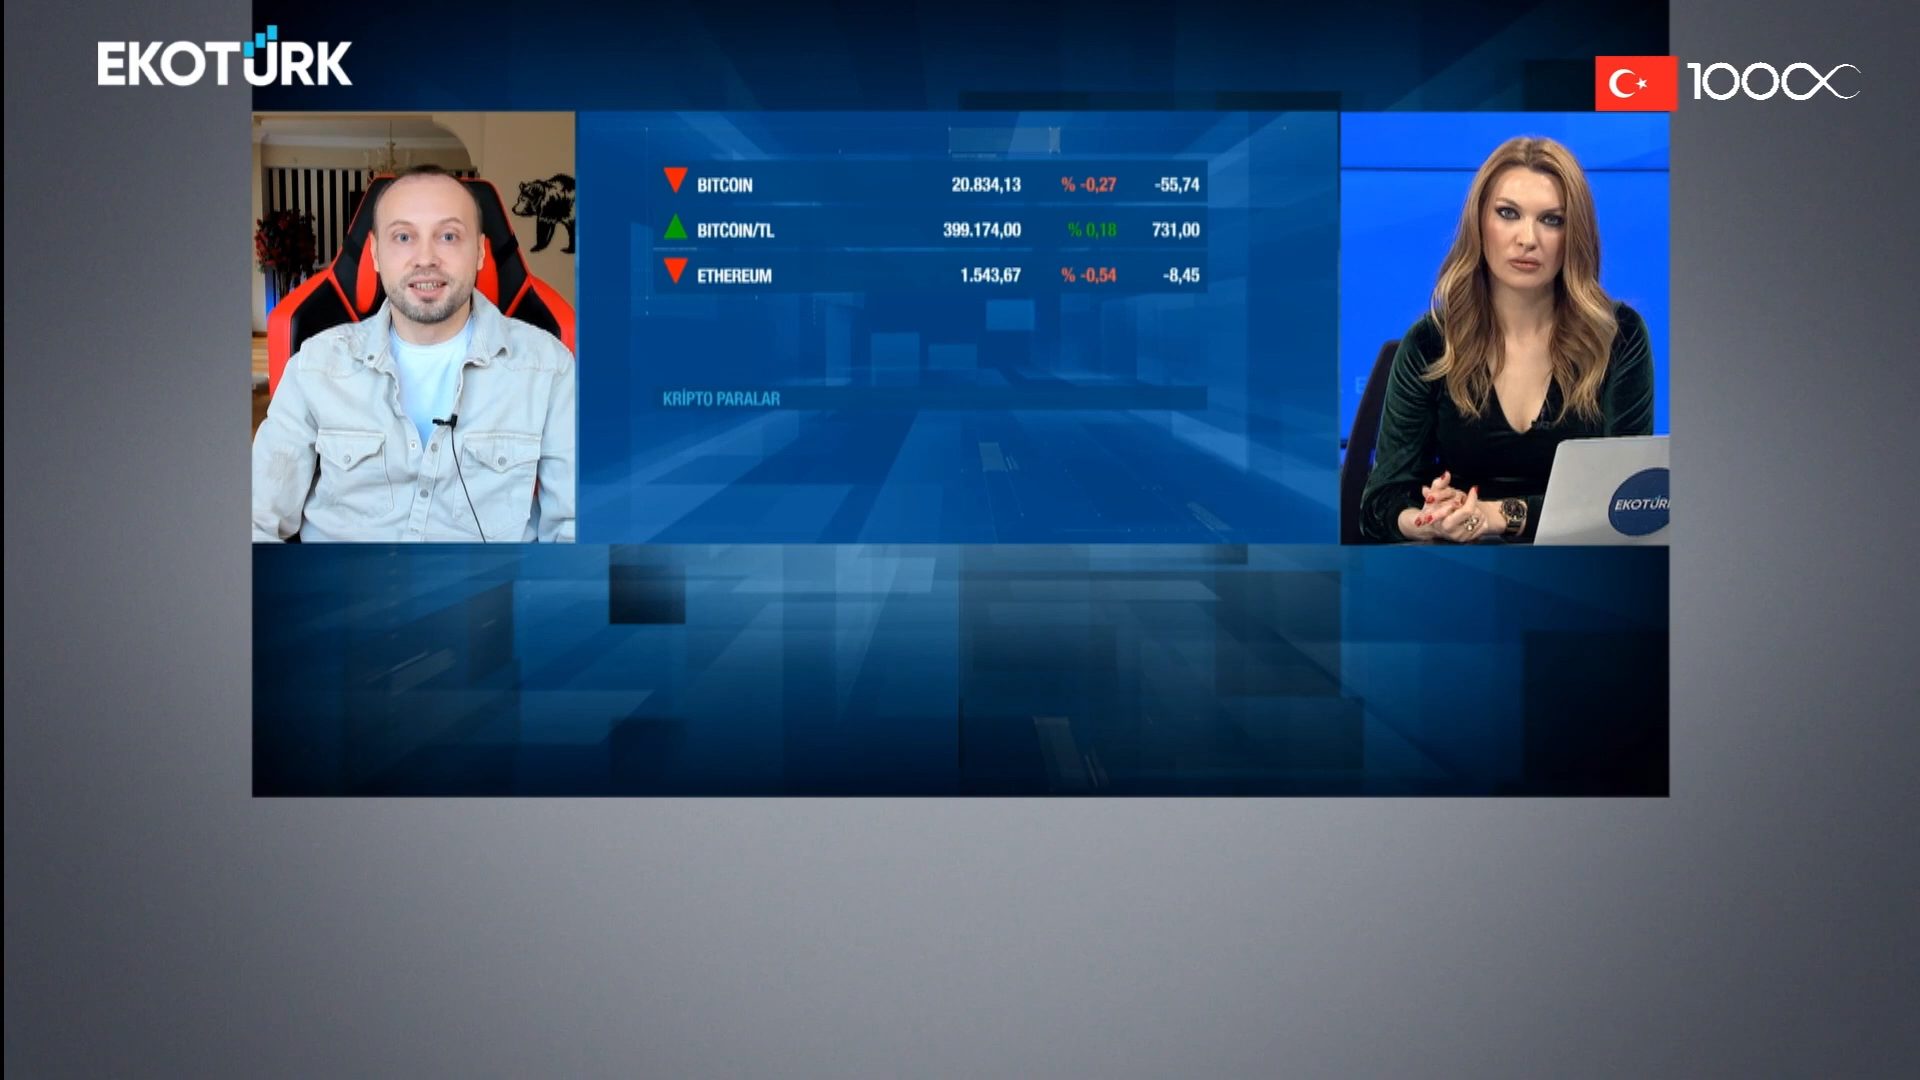 EKOTÜRK
100
BITCOIN 20.834,13 % -0,27 -55,74
BITCOIN/TL 399.174,00 % 0,18 731,00
ETHEREUM 1.543,67 % -0,54 -8,45
KRİPTO PARALAR
EKOTÜRK